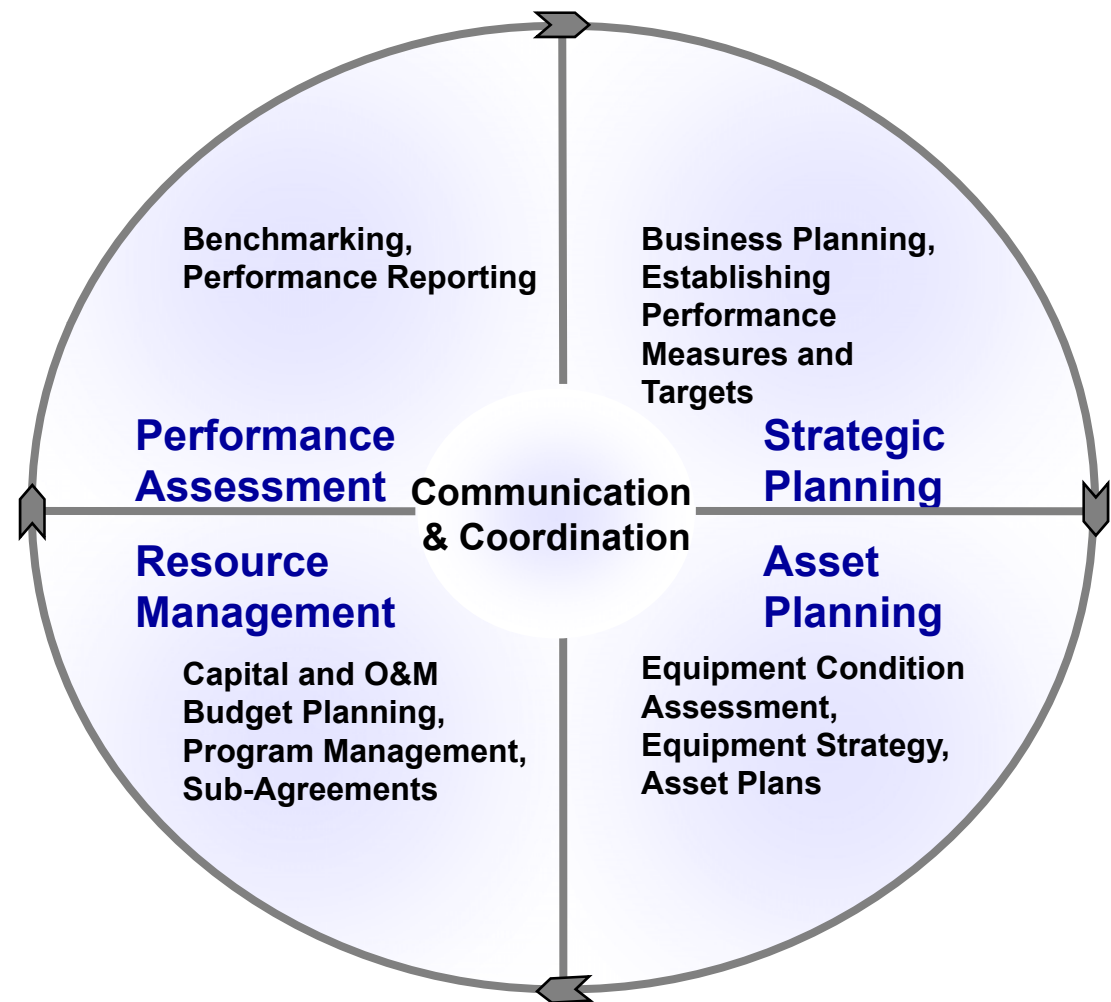 Benchmarking,
Performance Reporting
Performance
Assessment
Business Planning,
Establishing
Performance
Measures and
Targets
Strategic
Planning
Communication
& Coordination
Resource
Management
Capital and O&M
Budget Planning,
Program Management,
Sub-Agreements
Asset
Planning
Equipment Condition
Assessment,
Equipment Strategy,
Asset Plans